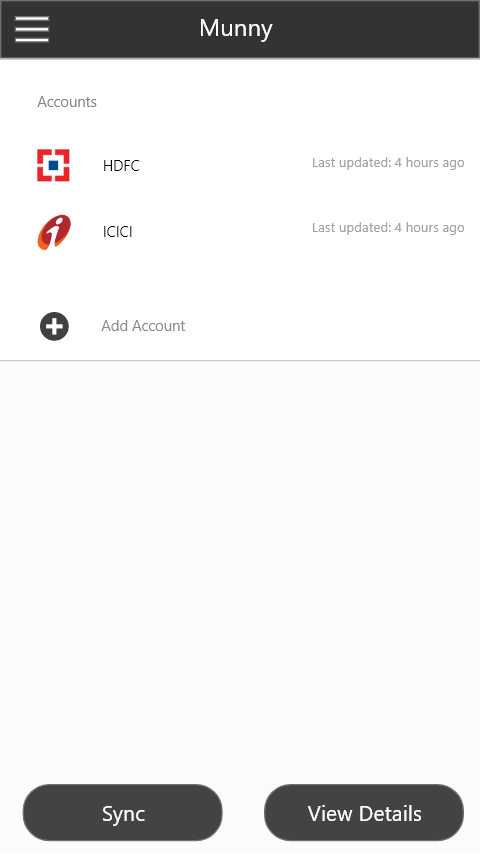 Munny
Accounts
HDFC Last updated: 4 hours ago
ICICI Last updated: 4 hours ago
Add Account
Sync View Details